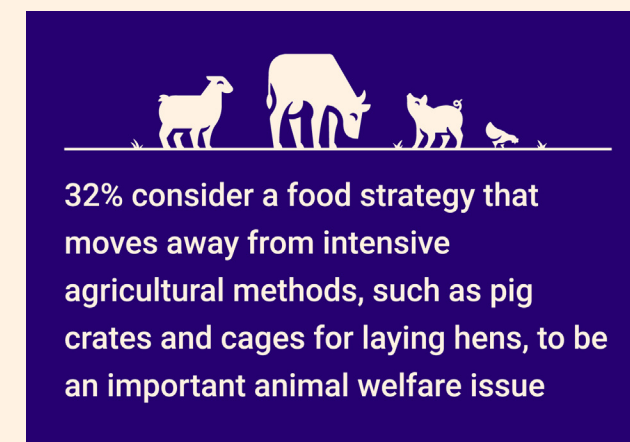 32% consider a food strategy that
moves away from intensive
agricultural methods, such as pig
crates and cages for laying hens, to be
an important animal welfare issue